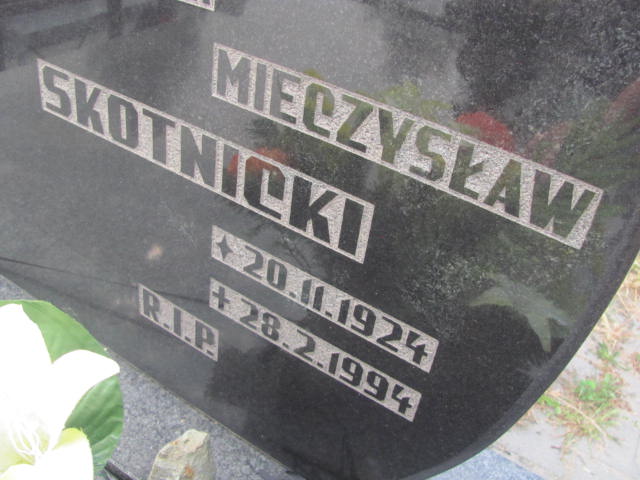 MIECZYSŁAW
SKOTNICKI
✦ 20.11.1924
+ 28.2.1994
R.I.P.